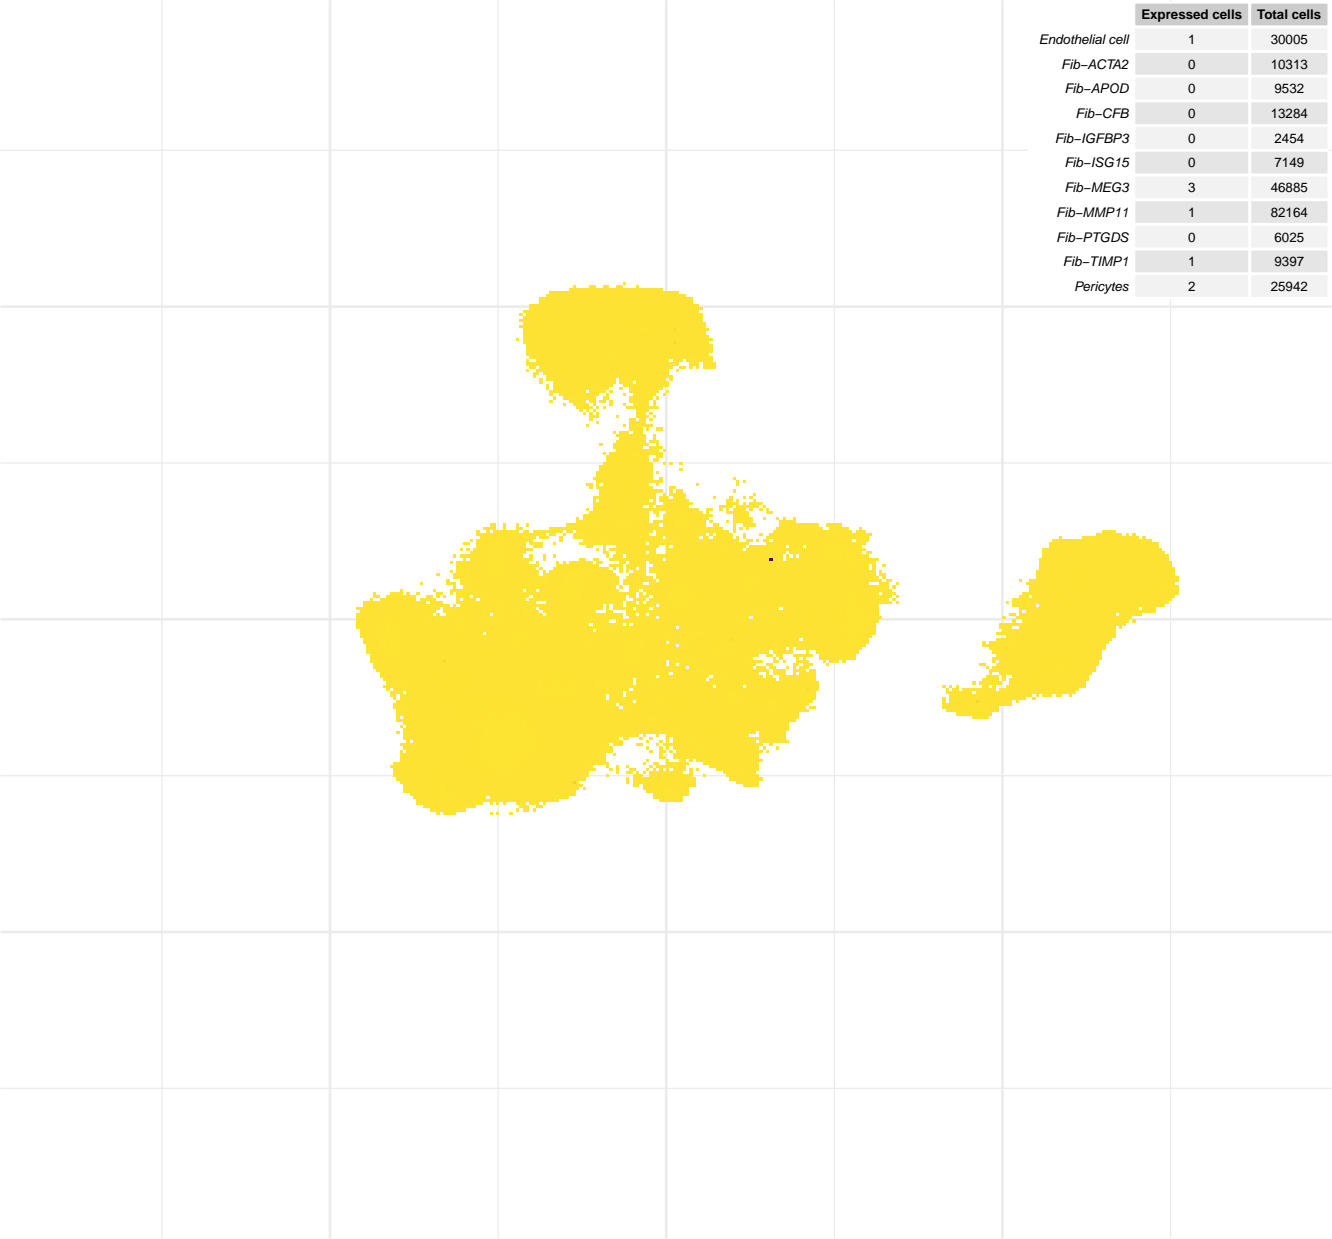 Expressed cells Total cells
Endothelial cell 1 30005
Fib−ACTA2 0 10313
Fib−APOD 0 9532
Fib−CFB 0 13284
Fib−IGFBP3 0 2454
Fib−ISG15 0 7149
Fib−MEG3 3 46885
Fib−MMP11 1 82164
Fib−PTGDS 0 6025
Fib−TIMP1 1 9397
Pericytes 2 25942